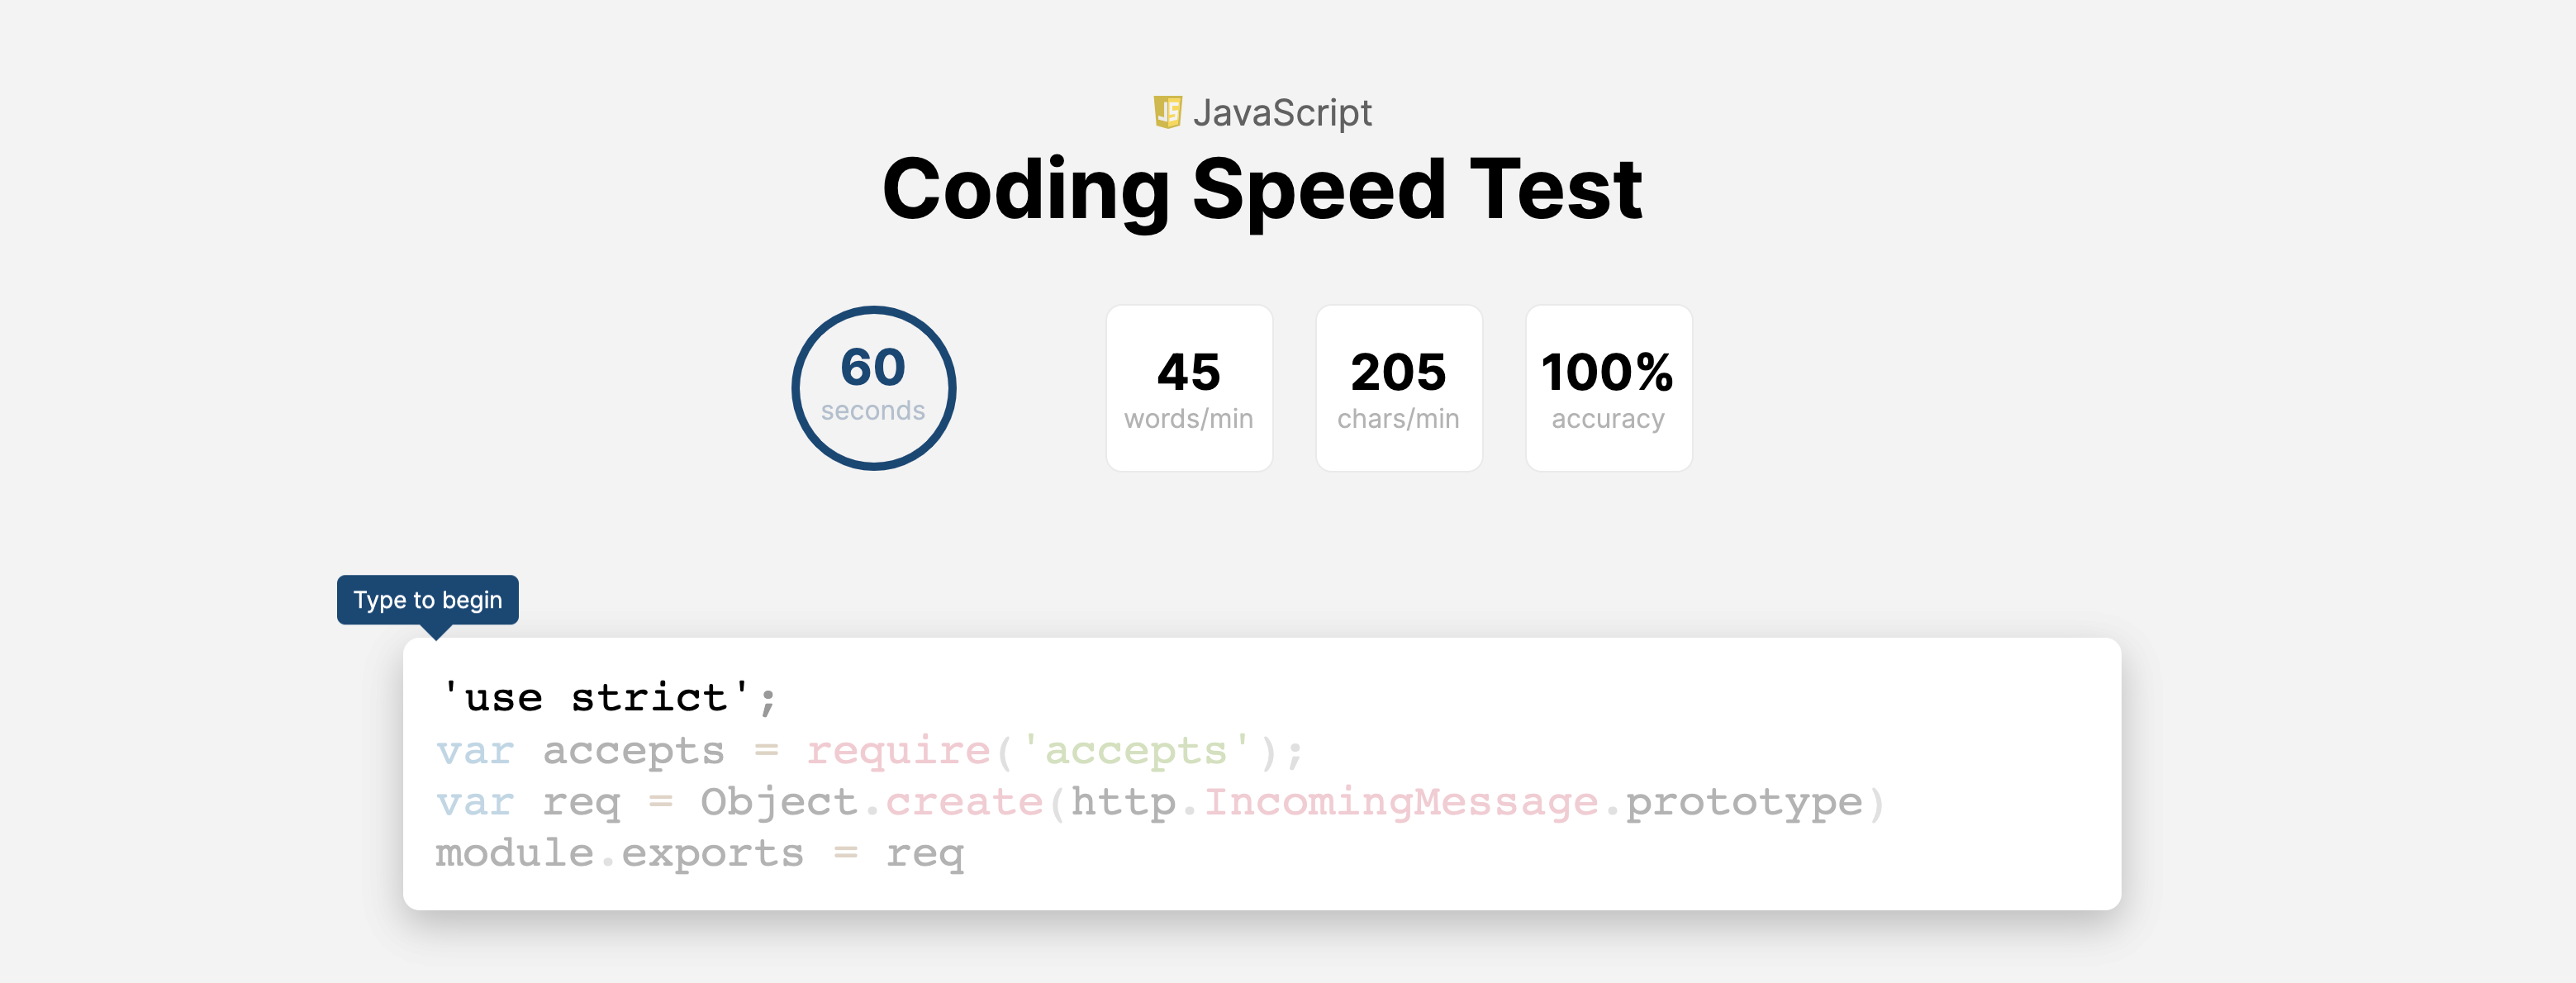 JS JavaScript
Coding Speed Test
60
seconds
45
words/min
205
chars/min
100%
accuracy
Type to begin
'use strict';
var accepts = require('accepts');
var req = Object.create(http.IncomingMessage.prototype)
module.exports = req